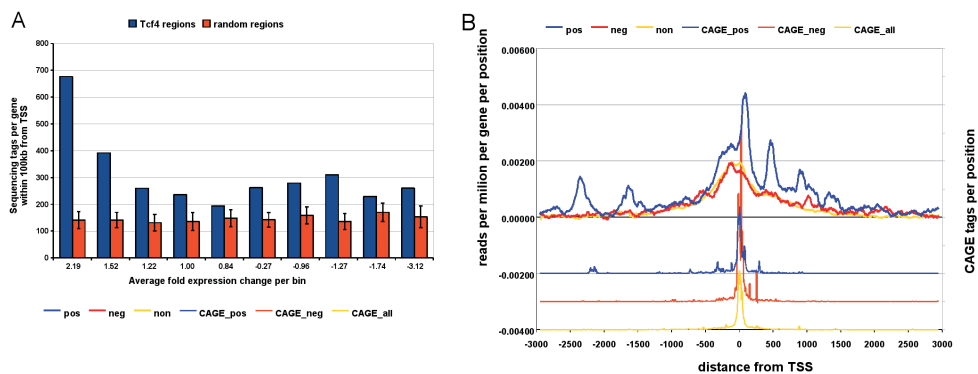 A
Tcf4 regions random regions
Sequencing tags per gene
within 100kb from TSS
800
700
600
500
400
300
200
100
0
2.19 1.52 1.22 1.00 0.84 -0.27 -0.96 -1.27 -1.74 -3.12
Average fold expression change per bin
pos neg non CAGE_pos CAGE_neg CAGE_all
B
pos neg non CAGE_pos CAGE_neg CAGE_all
reads per million per gene per position
0.00600
0.00400
0.00200
0.00000
-0.00200
-0.00400
-3000 -2500 -2000 -1500 -1000 -500 0 500 1000 1500 2000 2500 3000
distance from TSS
CAGE tags per position